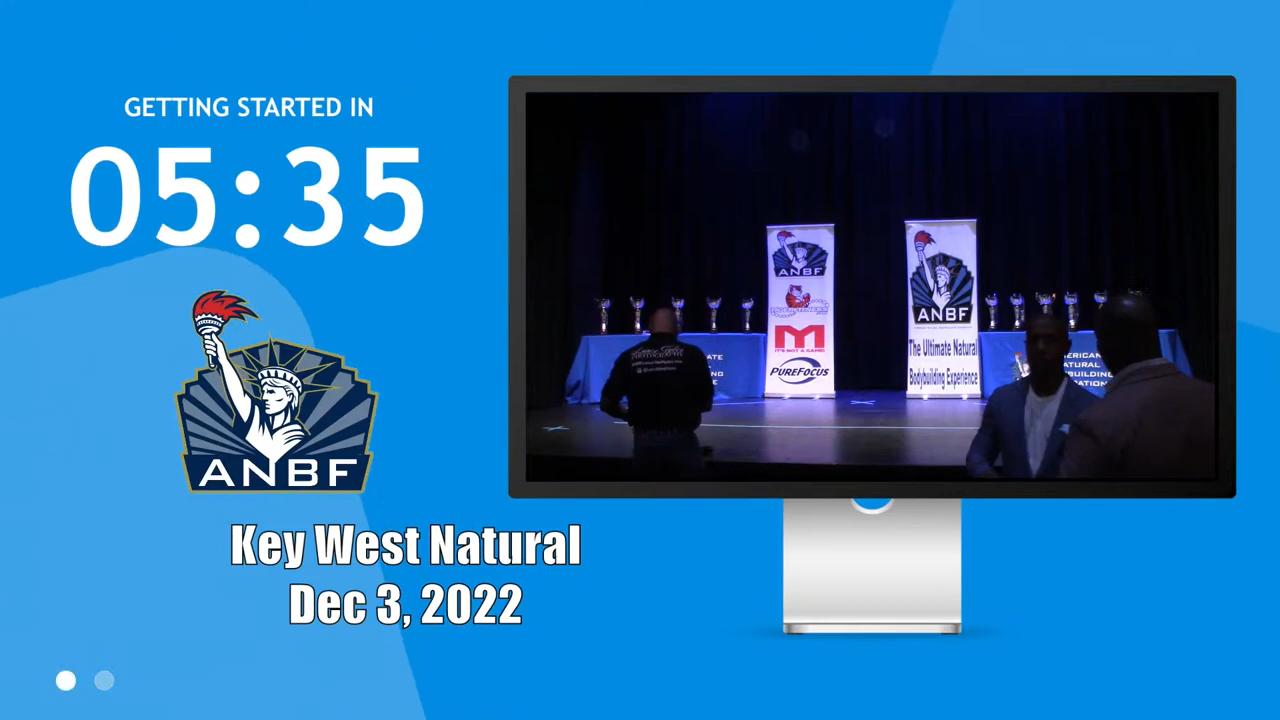 GETTING STARTED IN
05:35
ANBF
Key West Natural
Dec 3, 2022
ANBF
M
IT'S NOT A GAME!
PUREFOCUS
ANBF
The Ultimate Natural
Bodybuilding Experience